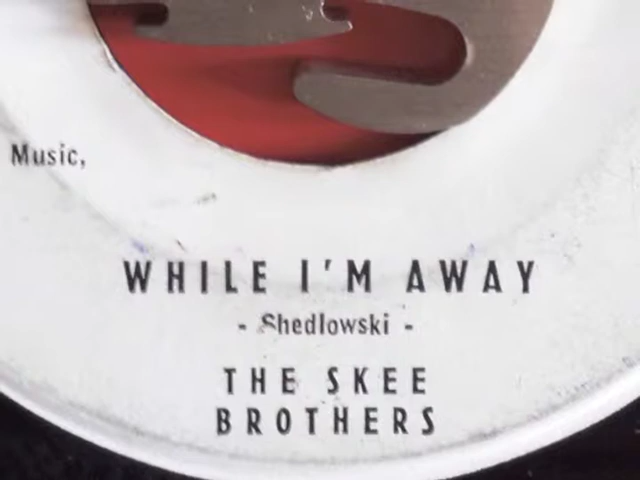 Music,
WHILE I'M AWAY
- Shedlowski -
THE SKEE
BROTHERS